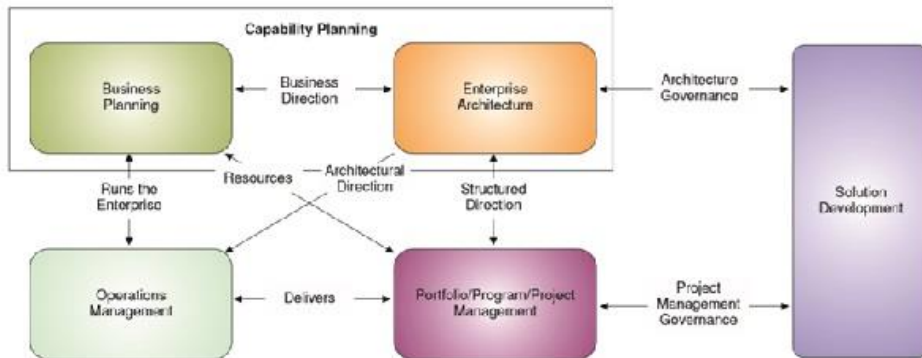 Capability Planning
Business
Planning
Business
Direction
Enterprise
Architecture
Architecture
Governance
Runs the
Enterprise
Resources
Architectural
Direction
Structured
Direction
Solution
Development
Operations
Management
Delivers
Portfolio/Program/Project
Management
Project
Management
Governance